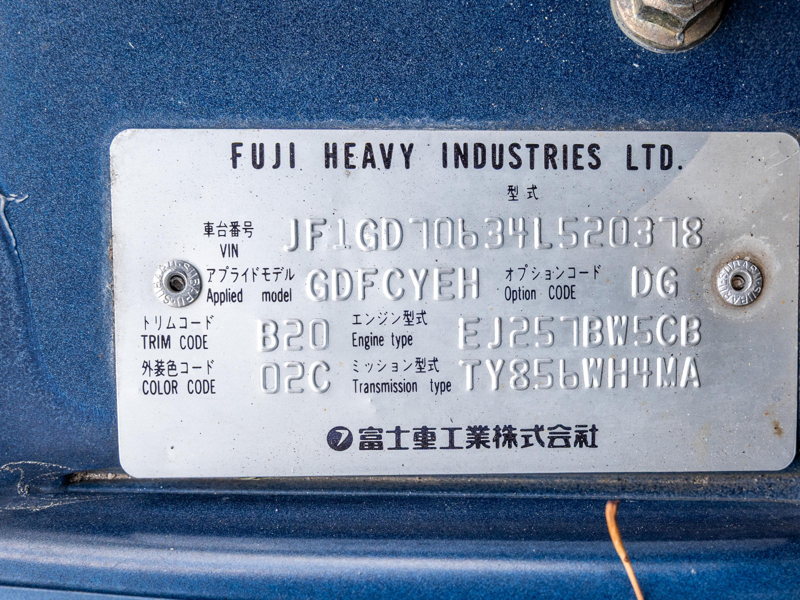 FUJI HEAVY INDUSTRIES LTD.
型式
車台番号 VIN JF1GD70634L520378
アプライドモデル Applied model GDFCYEH オプションコード Option CODE DG
トリムコード TRIM CODE B20 エンジン型式 Engine type EJ257BW5CB
外装色コード COLOR CODE 02C ミッション型式 Transmission type TY856WH4MA
富士重工業株式会社